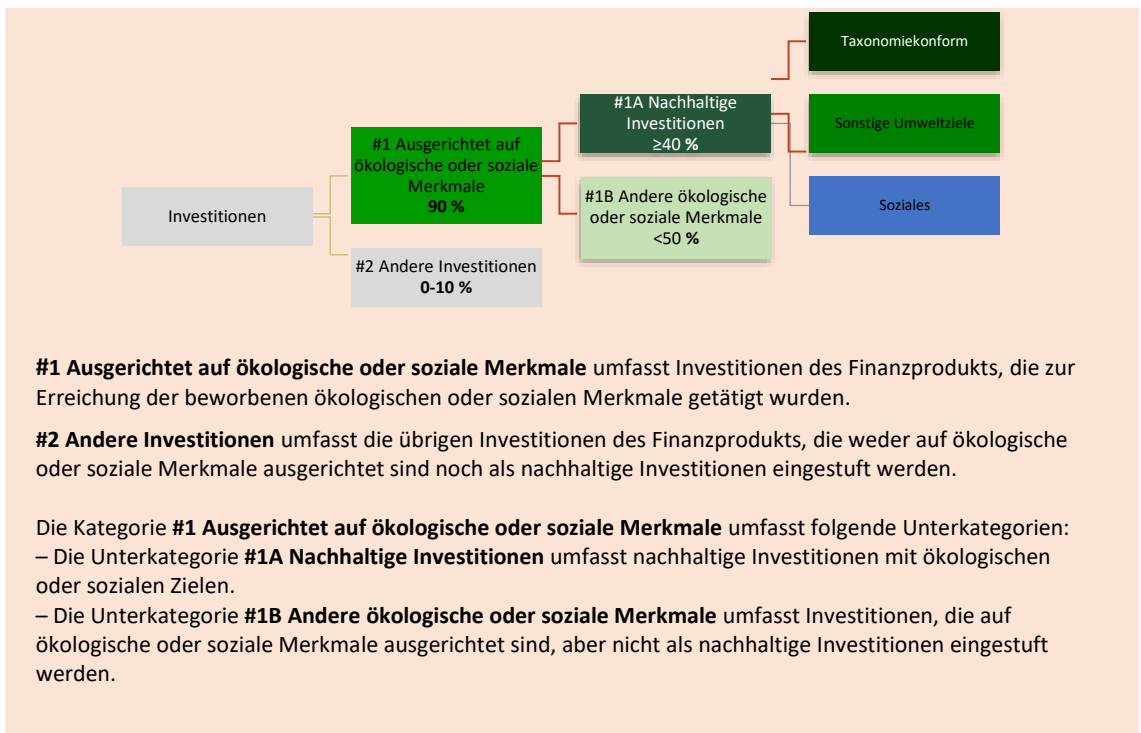 Taxonomiekonform
#1A Nachhaltige
Investitionen
≥40 %
Sonstige Umweltziele
#1 Ausgerichtet auf
ökologische oder soziale
Merkmale
90 %
#1B Andere ökologische
oder soziale Merkmale
<50 %
Soziales
Investitionen
#2 Andere Investitionen
0-10 %
#1 Ausgerichtet auf ökologische oder soziale Merkmale umfasst Investitionen des Finanzprodukts, die zur
Erreichung der beworbenen ökologischen oder sozialen Merkmale getätigt wurden.
#2 Andere Investitionen umfasst die übrigen Investitionen des Finanzprodukts, die weder auf ökologische
oder soziale Merkmale ausgerichtet sind noch als nachhaltige Investitionen eingestuft werden.
Die Kategorie #1 Ausgerichtet auf ökologische oder soziale Merkmale umfasst folgende Unterkategorien:
– Die Unterkategorie #1A Nachhaltige Investitionen umfasst nachhaltige Investitionen mit ökologischen
oder sozialen Zielen.
– Die Unterkategorie #1B Andere ökologische oder soziale Merkmale umfasst Investitionen, die auf
ökologische oder soziale Merkmale ausgerichtet sind, aber nicht als nachhaltige Investitionen eingestuft
werden.